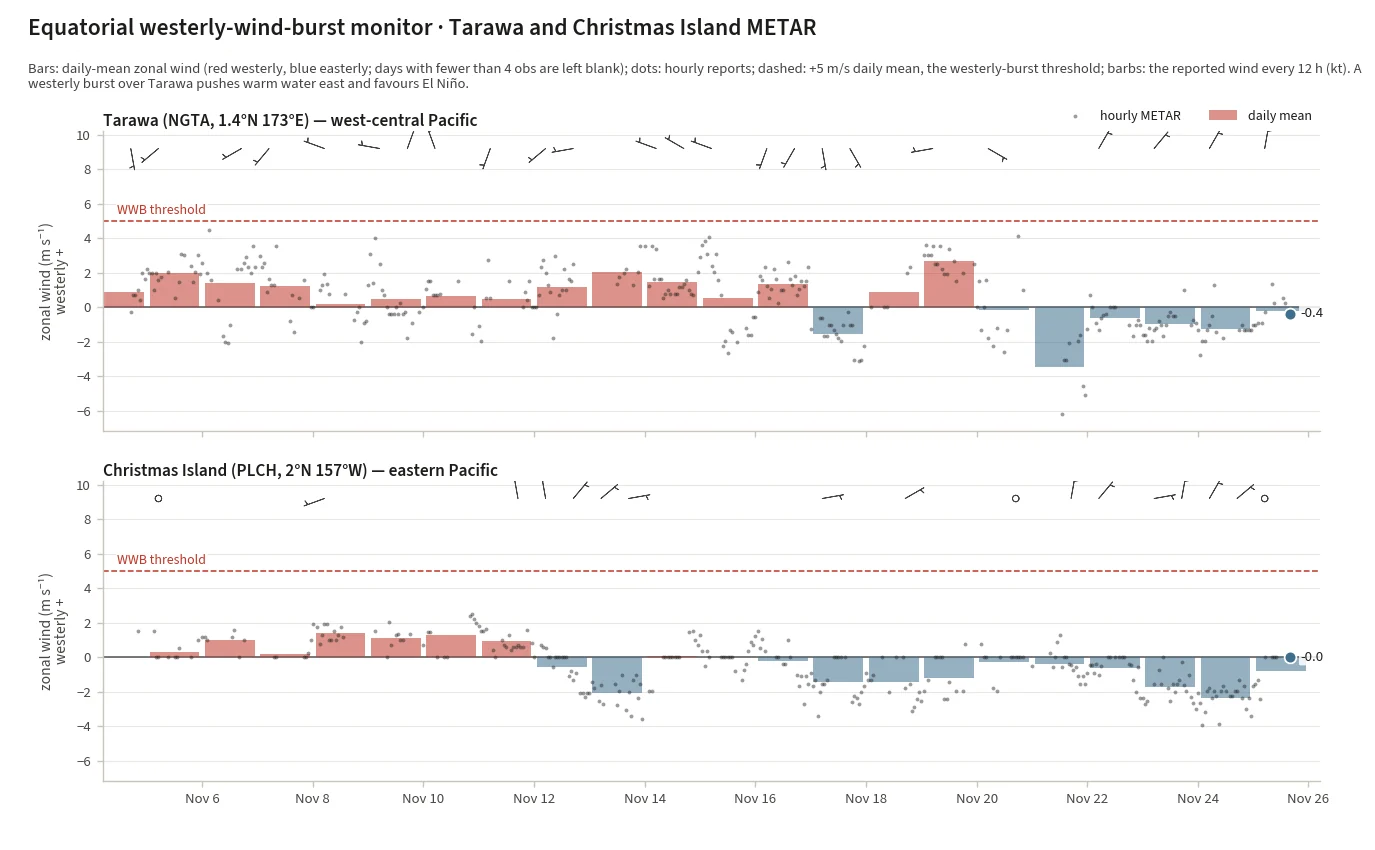 Equatorial westerly-wind-burst monitor · Tarawa and Christmas Island METAR
Bars: daily-mean zonal wind (red westerly, blue easterly; days with fewer than 4 obs are left blank); dots: hourly reports; dashed: +5 m/s daily mean, the westerly-burst threshold; barbs: the reported wind every 12 h (kt). A
westerly burst over Tarawa pushes warm water east and favours El Niño.
Tarawa (NGTA, 1.4°N 173°E) — west-central Pacific
hourly METAR
daily mean
10
8
6
4
2
0
−2
−4
−6
zonal wind (m s⁻¹)
westerly +
WWB threshold
-0.4
Christmas Island (PLCH, 2°N 157°W) — eastern Pacific
10
8
6
4
2
0
−2
−4
−6
zonal wind (m s⁻¹)
westerly +
WWB threshold
-0.0
Nov 6
Nov 8
Nov 10
Nov 12
Nov 14
Nov 16
Nov 18
Nov 20
Nov 22
Nov 24
Nov 26